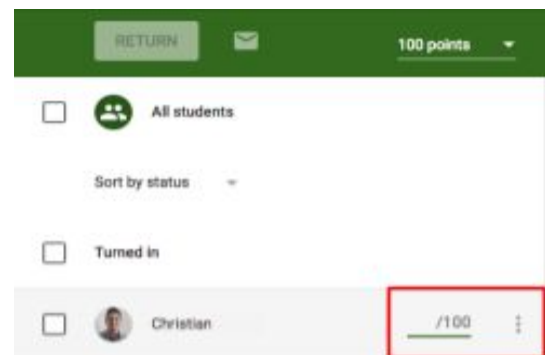 RETURN 100 points
All students
Sort by status
Turned in
Christian /100